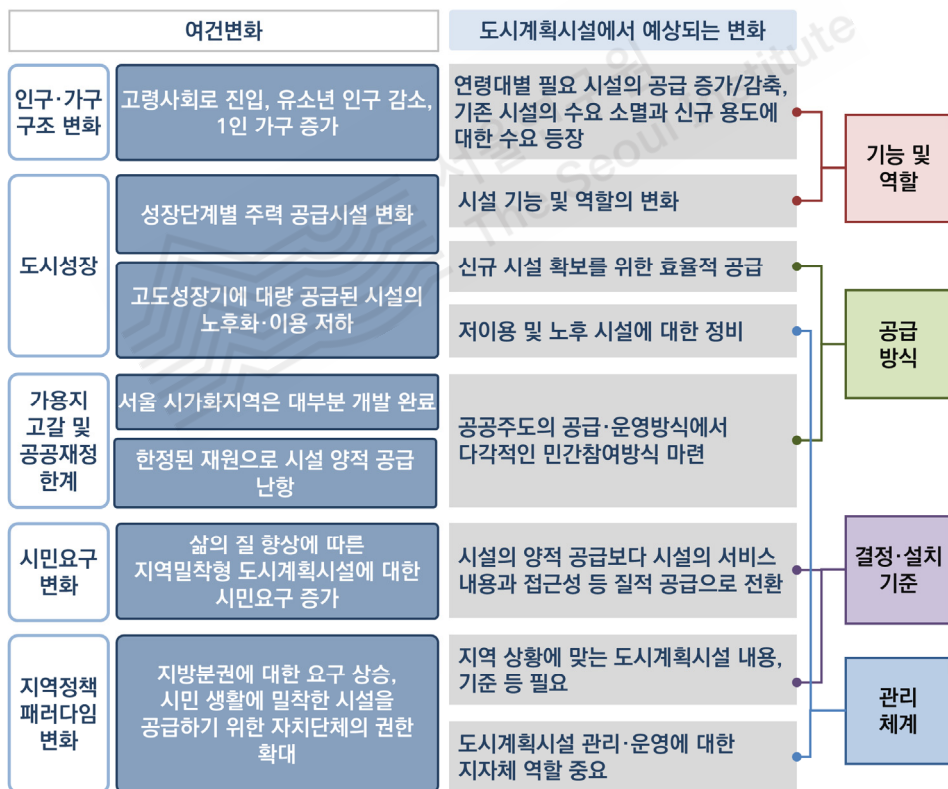 여건변화
도시계획시설에서 예상되는 변화
인구·가구
구조 변화
고령사회로 진입, 유소년 인구 감소,
1인 가구 증가
연령대별 필요 시설의 공급 증가/감축,
기존 시설의 수요 소멸과 신규 용도에
대한 수요 등장
기능 및
역할
도시성장
성장단계별 주력 공급시설 변화
시설 기능 및 역할의 변화
고도성장기에 대량 공급된 시설의
노후화·이용 저하
신규 시설 확보를 위한 효율적 공급
저이용 및 노후 시설에 대한 정비
공급
방식
가용지
고갈 및
공공재정
한계
서울 시가화지역은 대부분 개발 완료
한정된 재원으로 시설 양적 공급
난항
공공주도의 공급·운영방식에서
다각적인 민간참여방식 마련
시민요구
변화
삶의 질 향상에 따른
지역밀착형 도시계획시설에 대한
시민요구 증가
시설의 양적 공급보다 시설의 서비스
내용과 접근성 등 질적 공급으로 전환
결정·설치
기준
지역정책
패러다임
변화
지방분권에 대한 요구 상승,
시민 생활에 밀착한 시설을
공급하기 위한 자치단체의 권한
확대
지역 상황에 맞는 도시계획시설 내용,
기준 등 필요
도시계획시설 관리·운영에 대한
지자체 역할 중요
관리
체계
서울연구원
The Seoul Institute